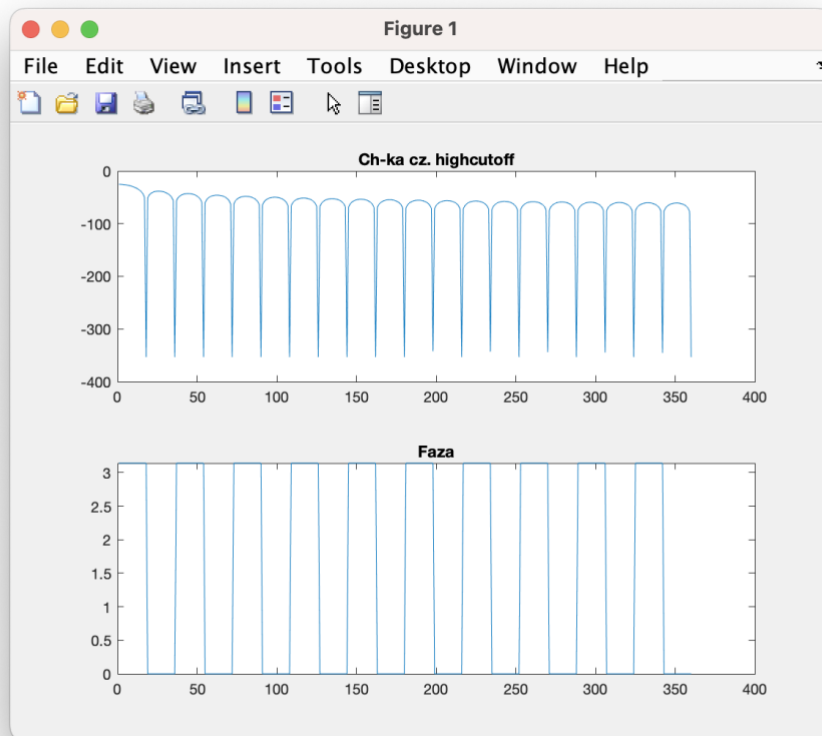 Figure 1
File Edit View Insert Tools Desktop Window Help
Ch-ka cz. highcutoff
0
-100
-200
-300
-400
0 50 100 150 200 250 300 350 400
Faza
3
2.5
2
1.5
1
0.5
0
0 50 100 150 200 250 300 350 400